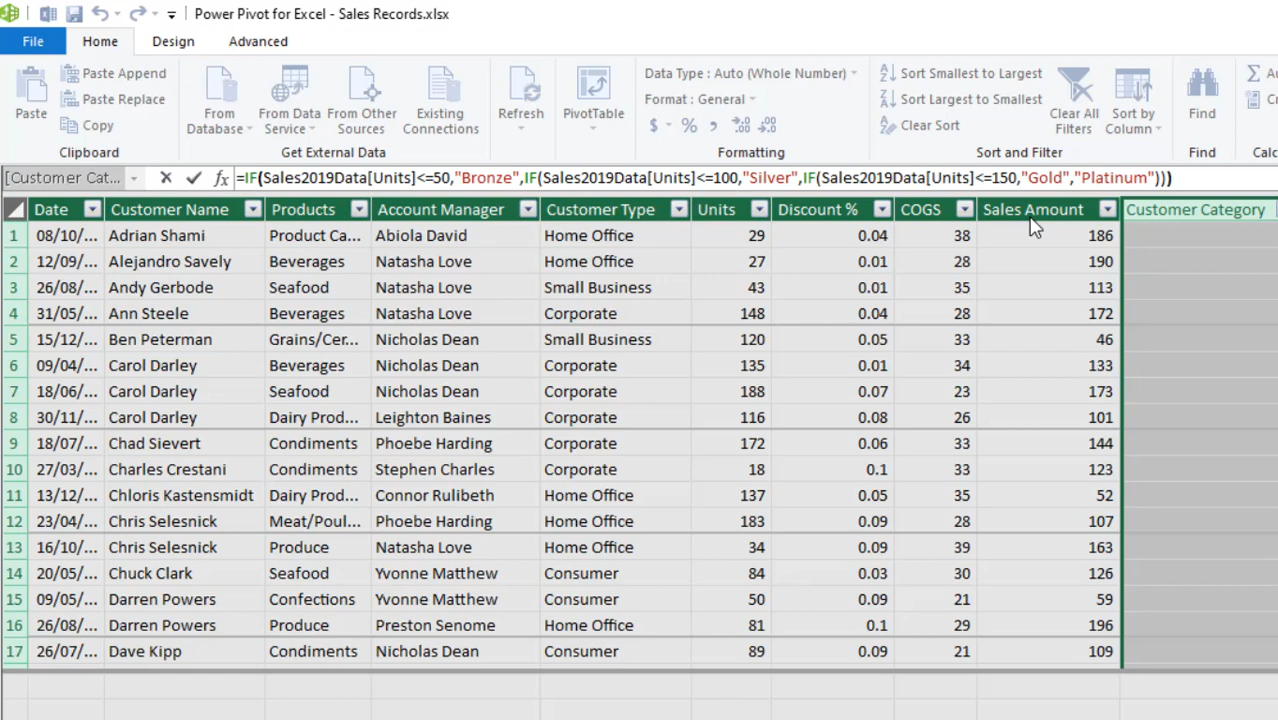 Power Pivot for Excel - Sales Records.xlsx
File Home Design Advanced
Paste Paste Append Paste Replace Copy
Clipboard
From Database From Data Service From Other Sources Existing Connections
Get External Data
Refresh PivotTable
Data Type : Auto (Whole Number)
Format : General
$ % , .00 .00
Formatting
Sort Smallest to Largest
Sort Largest to Smallest
Clear Sort
Clear All Filters Sort by Column
Sort and Filter
Find
Find
[Customer Cat... fx =IF(Sales2019Data[Units]<=50,"Bronze",IF(Sales2019Data[Units]<=100,"Silver",IF(Sales2019Data[Units]<=150,"Gold","Platinum")))
Date Customer Name Products Account Manager Customer Type Units Discount % COGS Sales Amount Customer Category
1 08/10/... Adrian Shami Product Ca... Abiola David Home Office 29 0.04 38 186
2 12/09/... Alejandro Savely Beverages Natasha Love Home Office 27 0.01 28 190
3 26/08/... Andy Gerbode Seafood Natasha Love Small Business 43 0.01 35 113
4 31/05/... Ann Steele Beverages Natasha Love Corporate 148 0.04 28 172
5 15/12/... Ben Peterman Grains/Cer... Nicholas Dean Small Business 120 0.05 33 46
6 09/04/... Carol Darley Beverages Nicholas Dean Corporate 135 0.01 34 133
7 18/06/... Carol Darley Seafood Nicholas Dean Corporate 188 0.07 23 173
8 30/11/... Carol Darley Dairy Prod... Leighton Baines Corporate 116 0.08 26 101
9 18/07/... Chad Sievert Condiments Phoebe Harding Corporate 172 0.06 33 144
10 27/03/... Charles Crestani Condiments Stephen Charles Corporate 18 0.1 33 123
11 13/12/... Chloris Kastensmidt Dairy Prod... Connor Rulibeth Home Office 137 0.05 35 52
12 23/04/... Chris Selesnick Meat/Poul... Phoebe Harding Home Office 183 0.09 28 107
13 16/10/... Chris Selesnick Produce Natasha Love Home Office 34 0.09 39 163
14 20/05/... Chuck Clark Seafood Yvonne Matthew Consumer 84 0.03 30 126
15 09/05/... Darren Powers Confections Yvonne Matthew Consumer 50 0.09 21 59
16 26/08/... Darren Powers Produce Preston Senome Consumer 81 0.1 29 196
17 26/07/... Dave Kipp Condiments Nicholas Dean Consumer 89 0.09 21 109